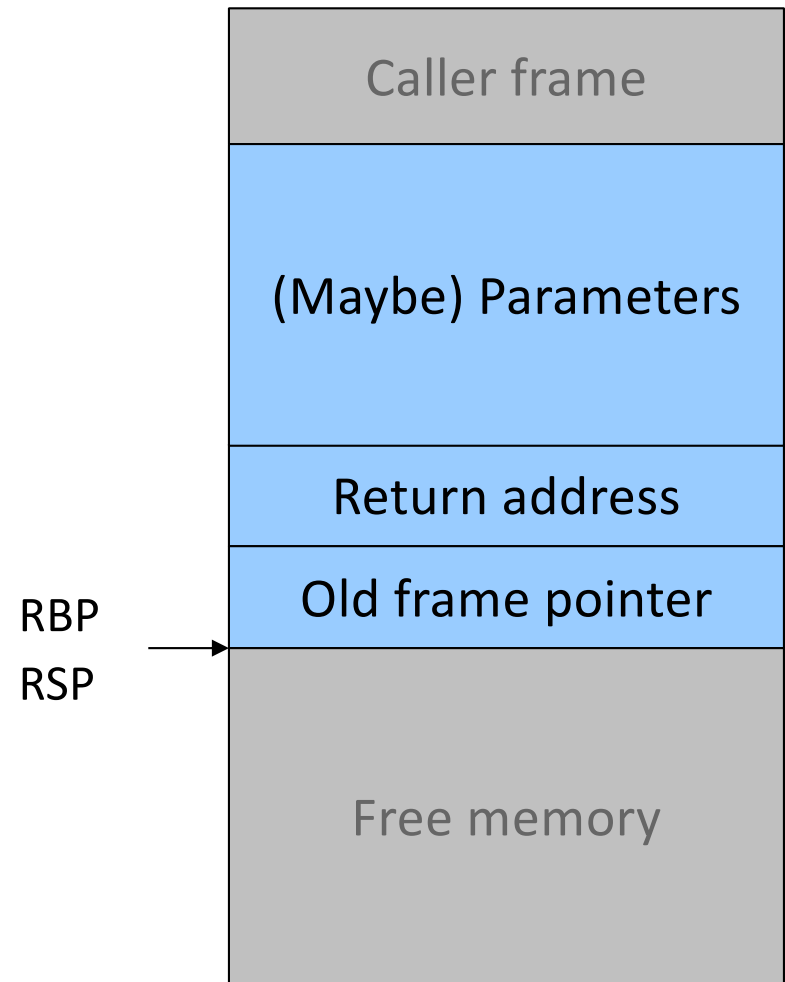 Caller frame
(Maybe) Parameters
Return address
Old frame pointer
RBP
RSP
Free memory